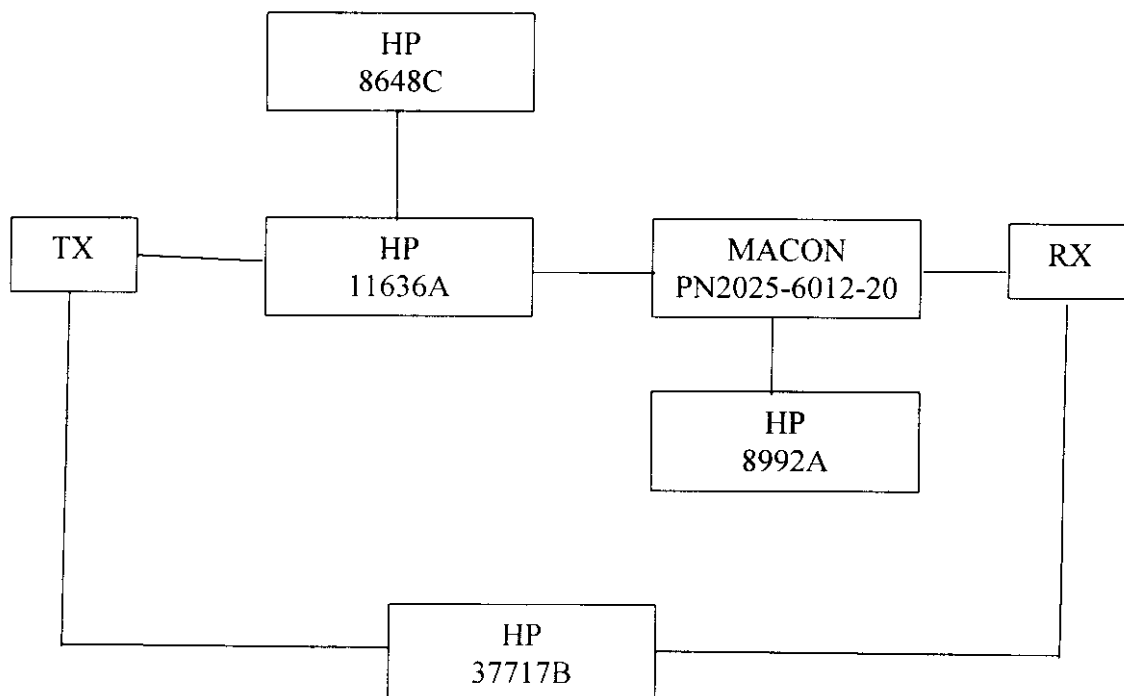 HP
8648C
TX
HP
11636A
MACON
PN2025-6012-20
RX
HP
8992A
HP
37717B